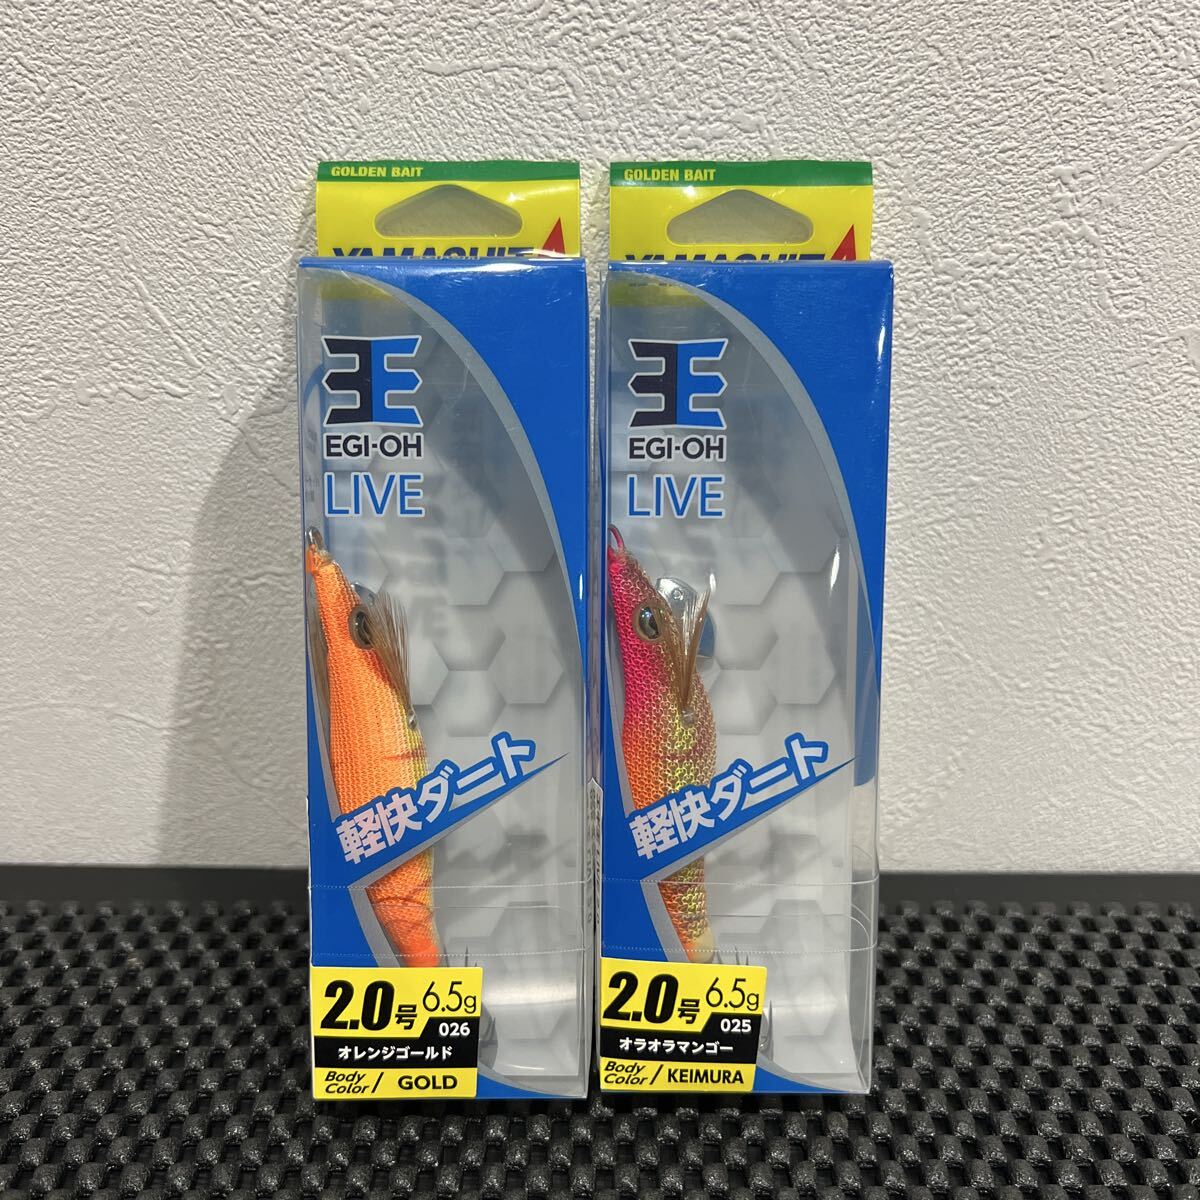 GOLDEN BAIT
王
EGI-OH
LIVE
軽快ダート
2.0号 6.5g
026
オレンジゴールド
Body Color / GOLD
GOLDEN BAIT
王
EGI-OH
LIVE
軽快ダート
2.0号 6.5g
025
オラオラマンゴー
Body Color / KEIMURA